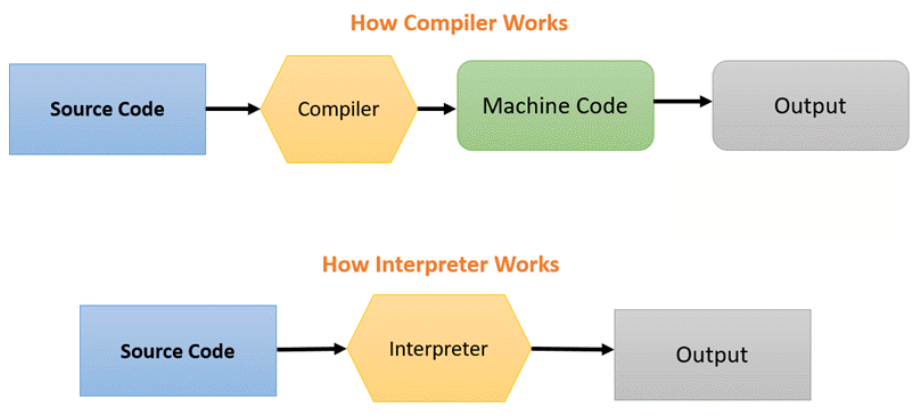 How Compiler Works
Source Code
Compiler
Machine Code
Output
How Interpreter Works
Source Code
Interpreter
Output